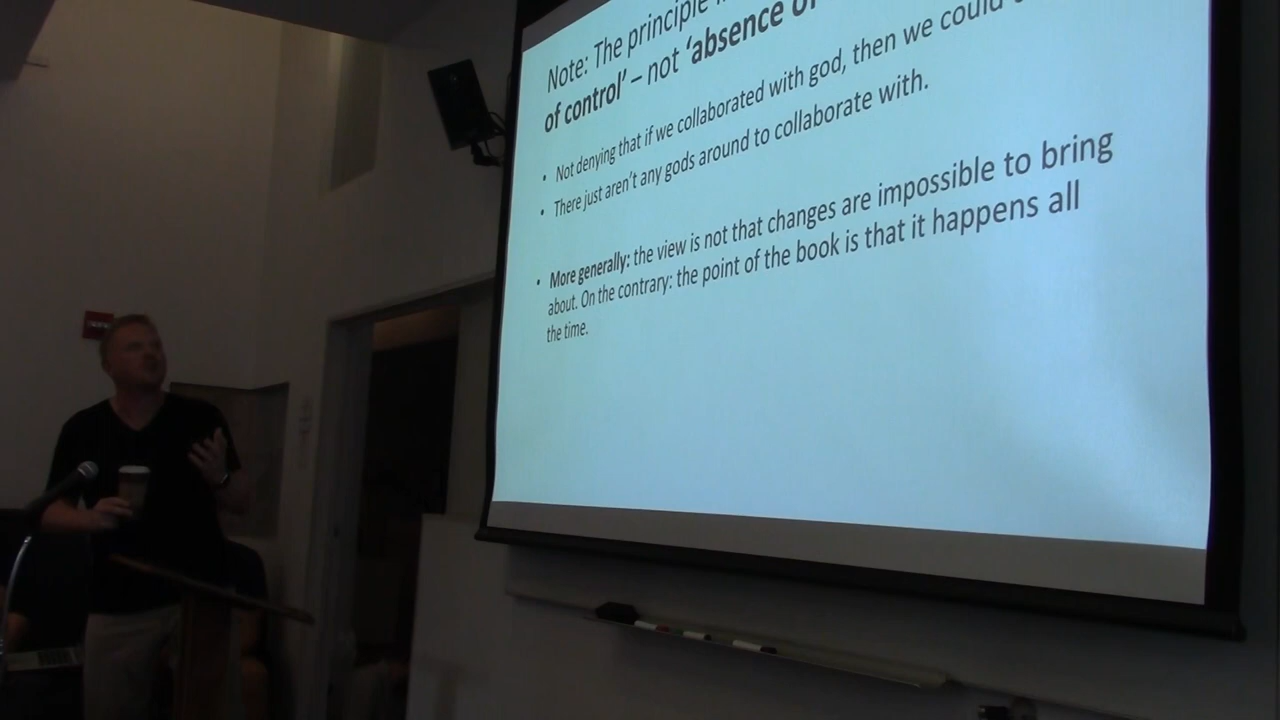 Note: The principle
of control’ – not ‘absence of
• Not denying that if we collaborated with god, then we could
• There just aren’t any gods around to collaborate with.
• More generally: the view is not that changes are impossible to bring
about. On the contrary: the point of the book is that it happens all
the time.